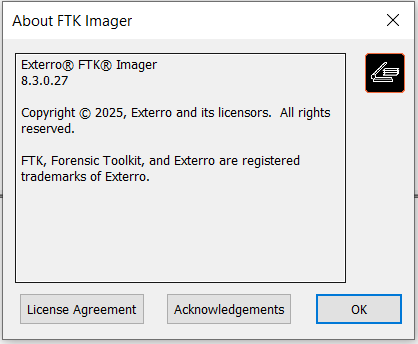 About FTK Imager
Exterro® FTK® Imager
8.3.0.27
Copyright © 2025, Exterro and its licensors.  All rights
reserved.
FTK, Forensic Toolkit, and Exterro are registered
trademarks of Exterro.
License Agreement
Acknowledgements
OK